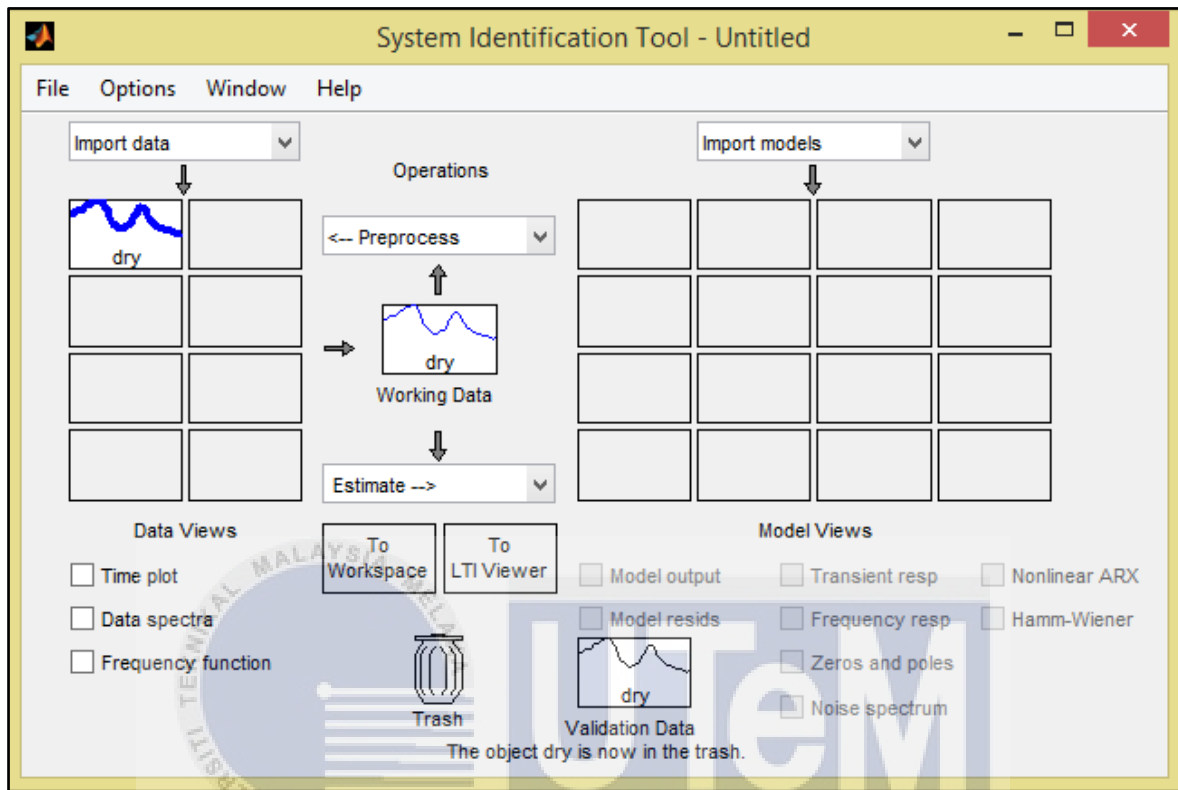 System Identification Tool - Untitled
File Options Window Help
Import data
Import models
Operations
dry
<-- Preprocess
dry
Working Data
Estimate -->
Data Views
To Workspace
To LTI Viewer
Model Views
Time plot
Data spectra
Frequency function
Model output
Transient resp
Nonlinear ARX
Model resids
Frequency resp
Hamm-Wiener
Zeros and poles
Noise spectrum
Trash
dry
Validation Data
The object dry is now in the trash.
TEKNIKAL MALAYSIA
UTeM